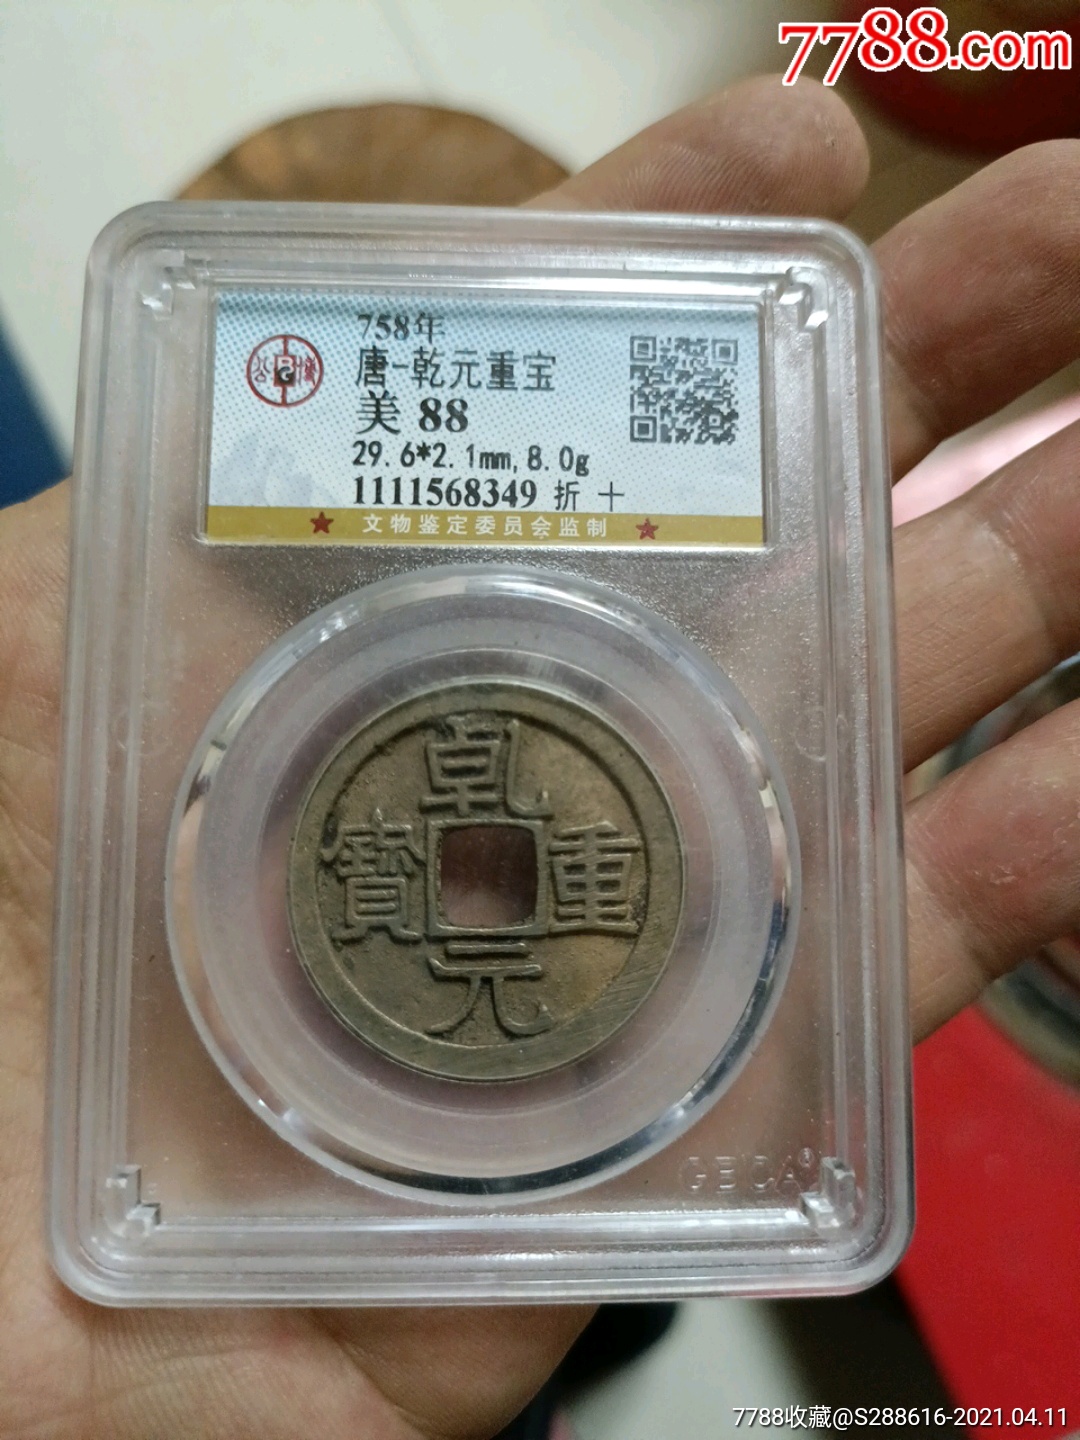 7788.com
758年
唐-乾元重宝
美 88
29.6*2.1mm,8.0g
1111568349 折 十
公博
文物鉴定委员会监制
乾
寶 重
元
GBCA®
7788收藏@S288616-2021.04.11